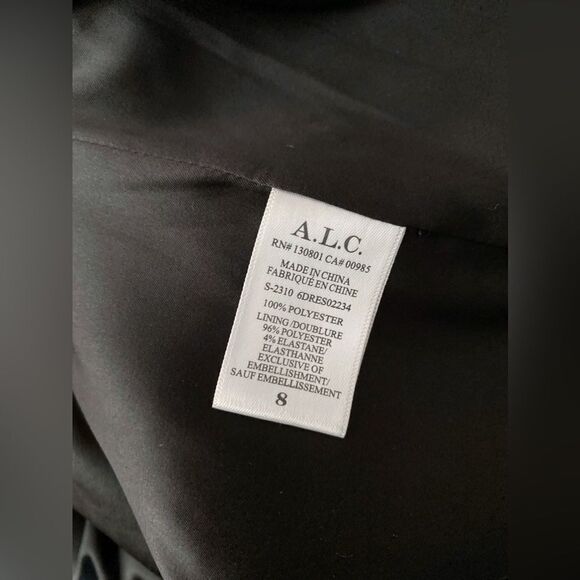 A.L.C.
RN# 130801 CA# 00985
MADE IN CHINA
FABRIQUÉ EN CHINE
S-2310 6DRES02234
100% POLYESTER
LINING /DOUBLURE
96% POLYESTER
4% ELASTANE/
ELASTHANNE
EXCLUSIVE OF
EMBELLISHMENT/
SAUF EMBELLISSEMENT
8